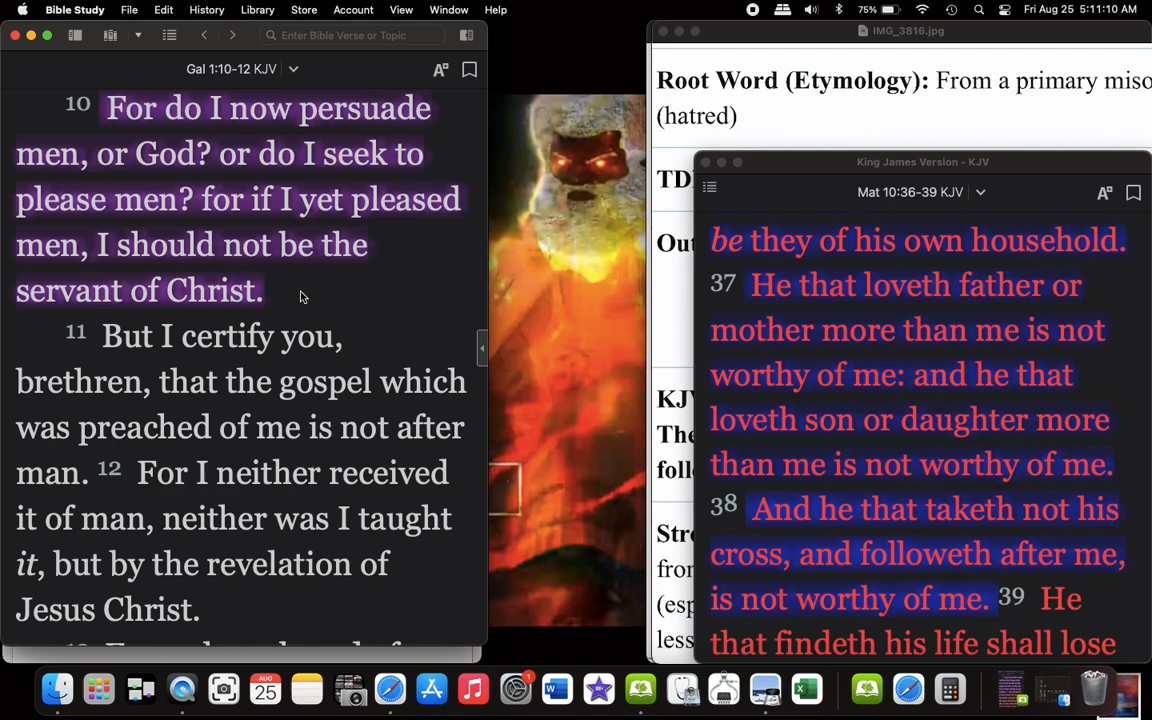 Bible Study File Edit History Library Store Account View Window Help 75% Fri Aug 25 5:11:10 AM
Enter Bible Verse or Topic
Gal 1:10-12 KJV
10 For do I now persuade
men, or God? or do I seek to
please men? for if I yet pleased
men, I should not be the
servant of Christ.
11 But I certify you,
brethren, that the gospel which
was preached of me is not after
man. 12 For I neither received
it of man, neither was I taught
it, but by the revelation of
Jesus Christ.
IMG_3816.jpg
Root Word (Etymology): From a primary miso
(hatred)
TD
Out
KJV
The
foll
Stro
from
(esp
less
King James Version - KJV
Mat 10:36-39 KJV
be they of his own household.
37 He that loveth father or
mother more than me is not
worthy of me: and he that
loveth son or daughter more
than me is not worthy of me.
38 And he that taketh not his
cross, and followeth after me,
is not worthy of me. 39 He
that findeth his life shall lose
AUG
25
1